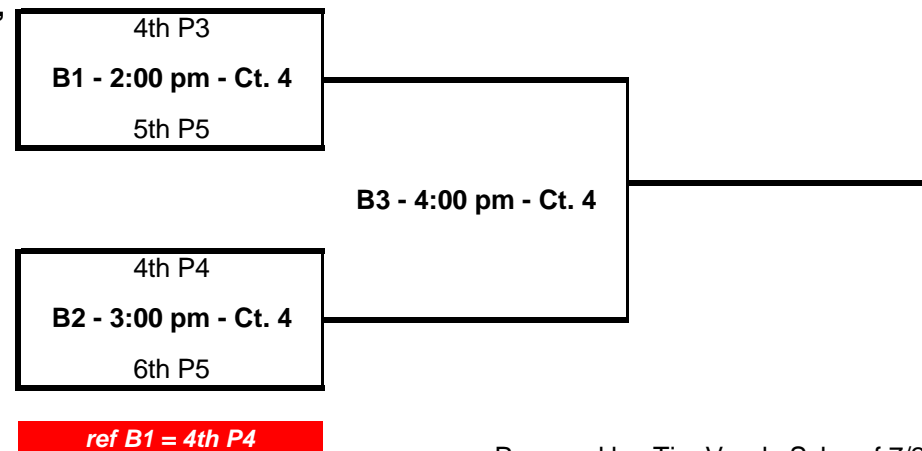 4th P3
B1 - 2:00 pm - Ct. 4
5th P5
B3 - 4:00 pm - Ct. 4
4th P4
B2 - 3:00 pm - Ct. 4
6th P5
ref B1 = 4th P4